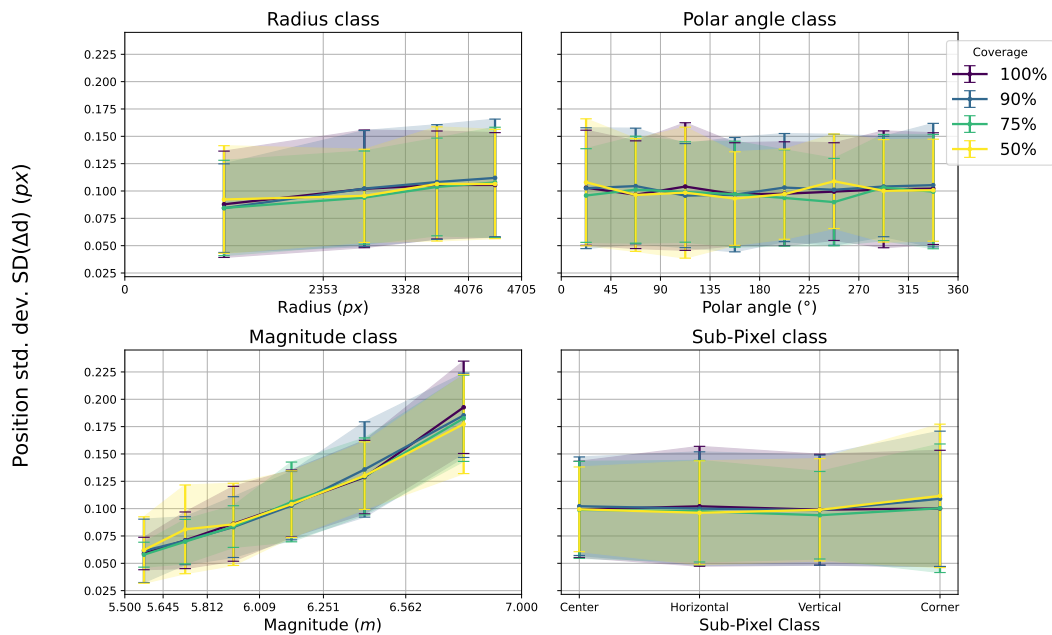 Radius class
Polar angle class
Position std. dev. SD(Δd) (px)
0.225
0.200
0.175
0.150
0.125
0.100
0.075
0.050
0.025
0 2353 3328 4076 4705
Radius (px)
0 45 90 135 180 225 270 315 360
Polar angle (°)
Coverage
100%
90%
75%
50%
Magnitude class
Sub-Pixel class
0.225
0.200
0.175
0.150
0.125
0.100
0.075
0.050
0.025
5.500 5.645 5.812 6.009 6.251 6.562 7.000
Magnitude (m)
Center Horizontal Vertical Corner
Sub-Pixel Class